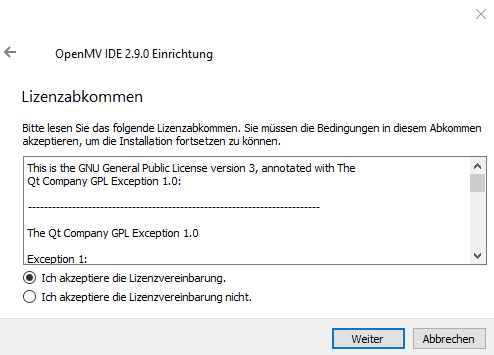 OpenMV IDE 2.9.0 Einrichtung
Lizenzabkommen
Bitte lesen Sie das folgende Lizenzabkommen. Sie müssen die Bedingungen in diesem Abkommen
akzeptieren, um die Installation fortsetzen zu können.
This is the GNU General Public License version 3, annotated with The
Qt Company GPL Exception 1.0:
-------------------------------------------------------------------------
The Qt Company GPL Exception 1.0
Exception 1:
Ich akzeptiere die Lizenzvereinbarung.
Ich akzeptiere die Lizenzvereinbarung nicht.
Weiter
Abbrechen